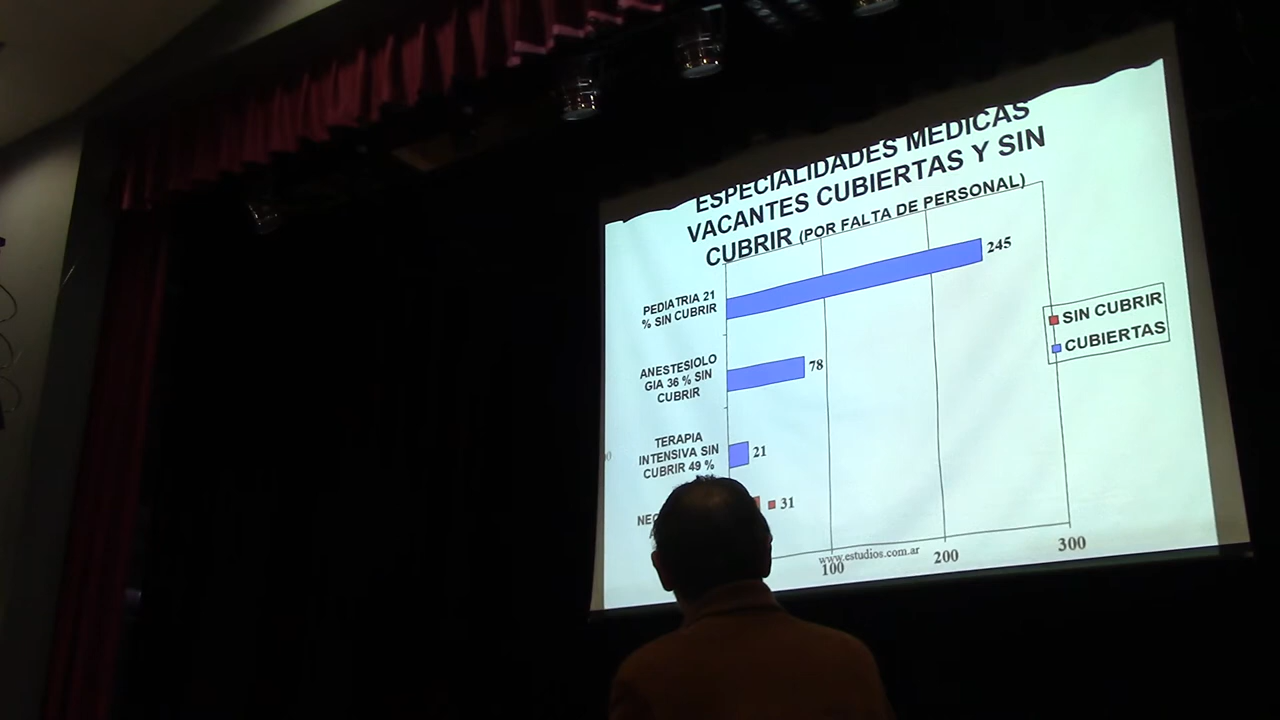 ESPECIALIDADES MEDICAS
VACANTES CUBIERTAS Y SIN
CUBRIR (POR FALTA DE PERSONAL)
PEDIATRIA 21
% SIN CUBRIR
245
ANESTESIOLO
GIA 36 % SIN
CUBRIR
78
TERAPIA
INTENSIVA SIN
CUBRIR 49 %
21
31
SIN CUBRIR
CUBIERTAS
www.estudios.com.ar
100
200
300